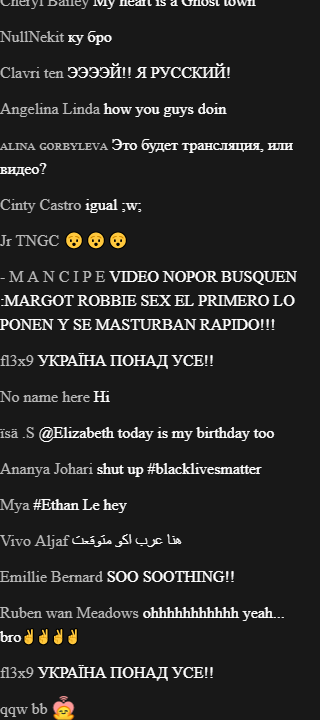 Cheryl Bailey My heart is a Ghost town
NullNekit ку бро
Clavri ten ЭЭЭЭЙ!! Я РУССКИЙ!
Angelina Linda how you guys doin
ᴀʟɪɴᴀ ɢᴏʀʙʏʟᴇᴠᴀ Это будет трансляция, или
видео?
Cinty Castro igual ;w;
Jr TNGC 😯😯😯
- M A N C I P E VIDEO NOPOR BUSQUEN
:MARGOT ROBBIE SEX EL PRIMERO LO
PONEN Y SE MASTURBAN RAPIDO!!!
fl3x9 УКРАЇНА ПОНАД УСЕ!!
No name here Hi
ïsä .S @Elizabeth today is my birthday too
Ananya Johari shut up #blacklivesmatter
Mya #Ethan Le hey
Vivo Aljaf هنا عرب اكو متوقعت
Emillie Bernard SOO SOOTHING!!
Ruben wan Meadows ohhhhhhhhhhh yeah...
bro✌✌✌✌
fl3x9 УКРАЇНА ПОНАД УСЕ!!
qqw bb